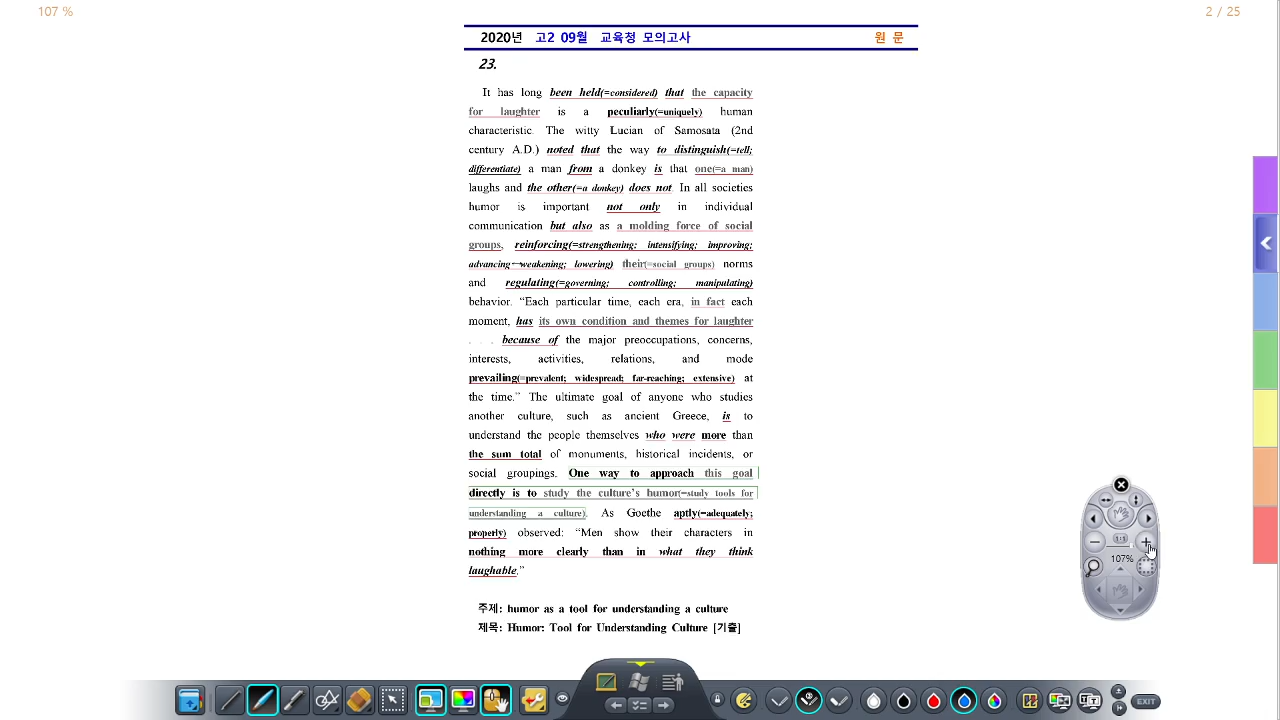 107 %
2 / 25
2020년 고2 09월 교육청 모의고사 원 문
23.
It has long been held(=considered) that the capacity
for laughter is a peculiarly(=uniquely) human
characteristic. The witty Lucian of Samosata (2nd
century A.D.) noted that the way to distinguish(=tell;
differentiate) a man from a donkey is that one(=a man)
laughs and the other(=a donkey) does not. In all societies
humor is important not only in individual
communication but also as a molding force of social
groups, reinforcing(=strengthening; intensifying; improving;
advancing↔weakening; lowering) their(=social groups) norms
and regulating(=governing; controlling; manipulating)
behavior. “Each particular time, each era, in fact each
moment, has its own condition and themes for laughter
. . . because of the major preoccupations, concerns,
interests, activities, relations, and mode
prevailing(=prevalent; widespread; far-reaching; extensive) at
the time.” The ultimate goal of anyone who studies
another culture, such as ancient Greece, is to
understand the people themselves who were more than
the sum total of monuments, historical incidents, or
social groupings. One way to approach this goal
directly is to study the culture’s humor(=study tools for
understanding a culture). As Goethe aptly(=adequately;
properly) observed: “Men show their characters in
nothing more clearly than in what they think
laughable.”
주제: humor as a tool for understanding a culture
제목: Humor: Tool for Understanding Culture [기출]
1:1
107%
EXIT